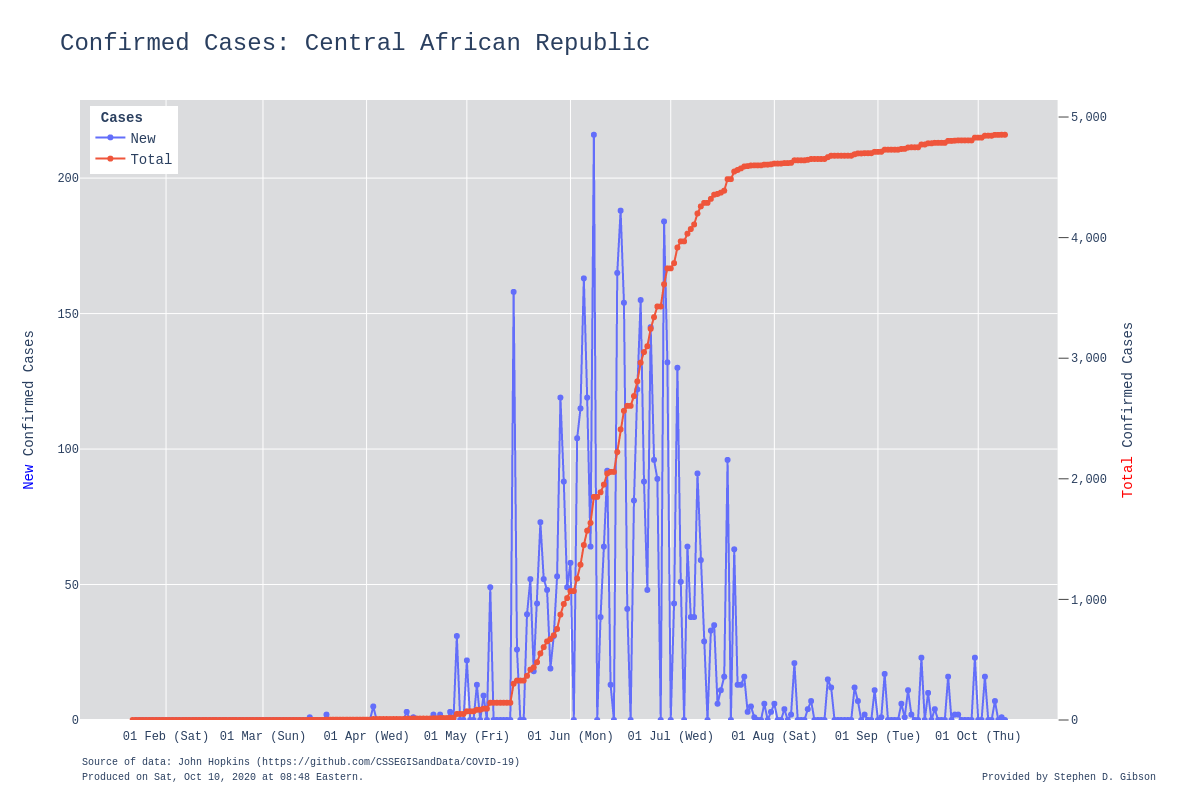 Confirmed Cases: Central African Republic
Cases
New
Total
200
150
100
50
0
5,000
4,000
3,000
2,000
1,000
0
New Confirmed Cases
Total Confirmed Cases
01 Feb (Sat) 01 Mar (Sun) 01 Apr (Wed) 01 May (Fri) 01 Jun (Mon) 01 Jul (Wed) 01 Aug (Sat) 01 Sep (Tue) 01 Oct (Thu)
Source of data: John Hopkins (https://github.com/CSSEGISandData/COVID-19)
Produced on Sat, Oct 10, 2020 at 08:48 Eastern.
Provided by Stephen D. Gibson